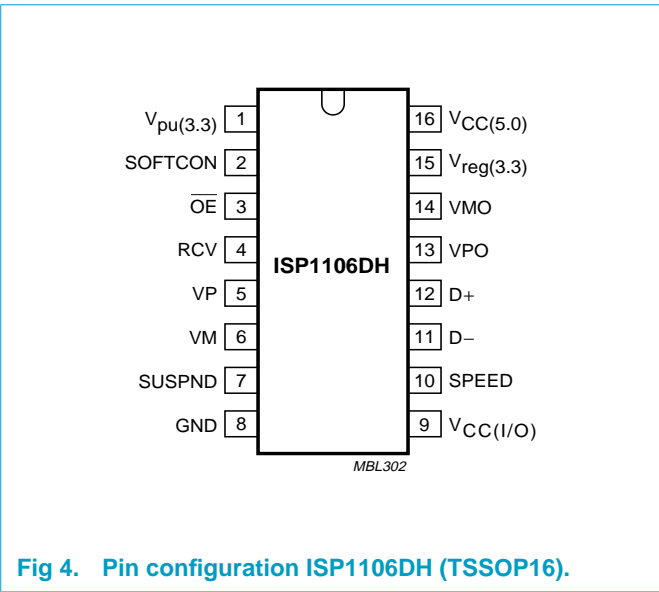 Vpu(3.3) 1 16 VCC(5.0)
SOFTCON 2 15 Vreg(3.3)
O̅E̅ 3 14 VMO
RCV 4 13 VPO
ISP1106DH
VP 5 12 D+
VM 6 11 D−
SUSPND 7 10 SPEED
GND 8 9 VCC(I/O)
MBL302
Fig 4. Pin configuration ISP1106DH (TSSOP16).